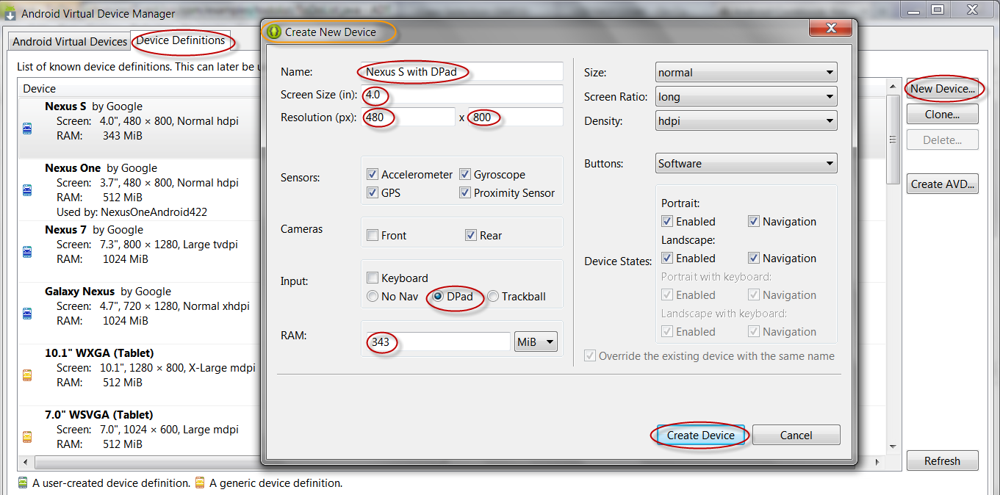 Android Virtual Device Manager
Android Virtual Devices
Device Definitions
List of known device definitions. This can later be u
Device
Nexus S by Google
Screen: 4.0", 480 × 800, Normal hdpi
RAM: 343 MiB
Nexus One by Google
Screen: 3.7", 480 × 800, Normal hdpi
RAM: 512 MiB
Used by: NexusOneAndroid422
Nexus 7 by Google
Screen: 7.3", 800 × 1280, Large tvdpi
RAM: 1024 MiB
Galaxy Nexus by Google
Screen: 4.7", 720 × 1280, Normal xhdpi
RAM: 1024 MiB
10.1" WXGA (Tablet)
Screen: 10.1", 1280 × 800, X-Large mdpi
RAM: 512 MiB
7.0" WSVGA (Tablet)
Screen: 7.0", 1024 × 600, Large mdpi
RAM: 512 MiB
A user-created device definition. A generic device definition.
Create New Device
Name: Nexus S with DPad
Screen Size (in): 4.0
Resolution (px): 480 x 800
Sensors:
Accelerometer Gyroscope
GPS Proximity Sensor
Cameras
Front Rear
Input:
Keyboard
No Nav DPad Trackball
RAM: 343 MiB
Size: normal
Screen Ratio: long
Density: hdpi
Buttons: Software
Device States:
Portrait:
Enabled Navigation
Landscape:
Enabled Navigation
Portrait with keyboard:
Enabled Navigation
Landscape with keyboard:
Enabled Navigation
Override the existing device with the same name
Create Device
Cancel
New Device...
Clone...
Delete...
Create AVD...
Refresh